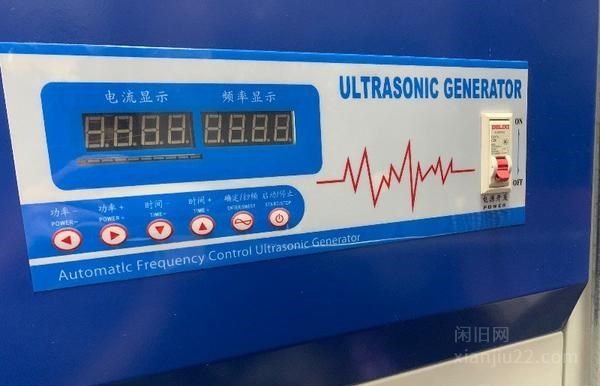 ULTRASONIC GENERATOR
电流显示 频率显示
DELIXI
ON
OFF
电源开关
POWER
功率－ 功率＋ 时间－ 时间＋ 确定/扫频 启动/停止
POWER－ POWER＋ TIME－ TIME＋ ENTER/SWEET START/STOP
Automatic Frequency Control Ultrasonic Generator
闲旧网
xianjiu22.com